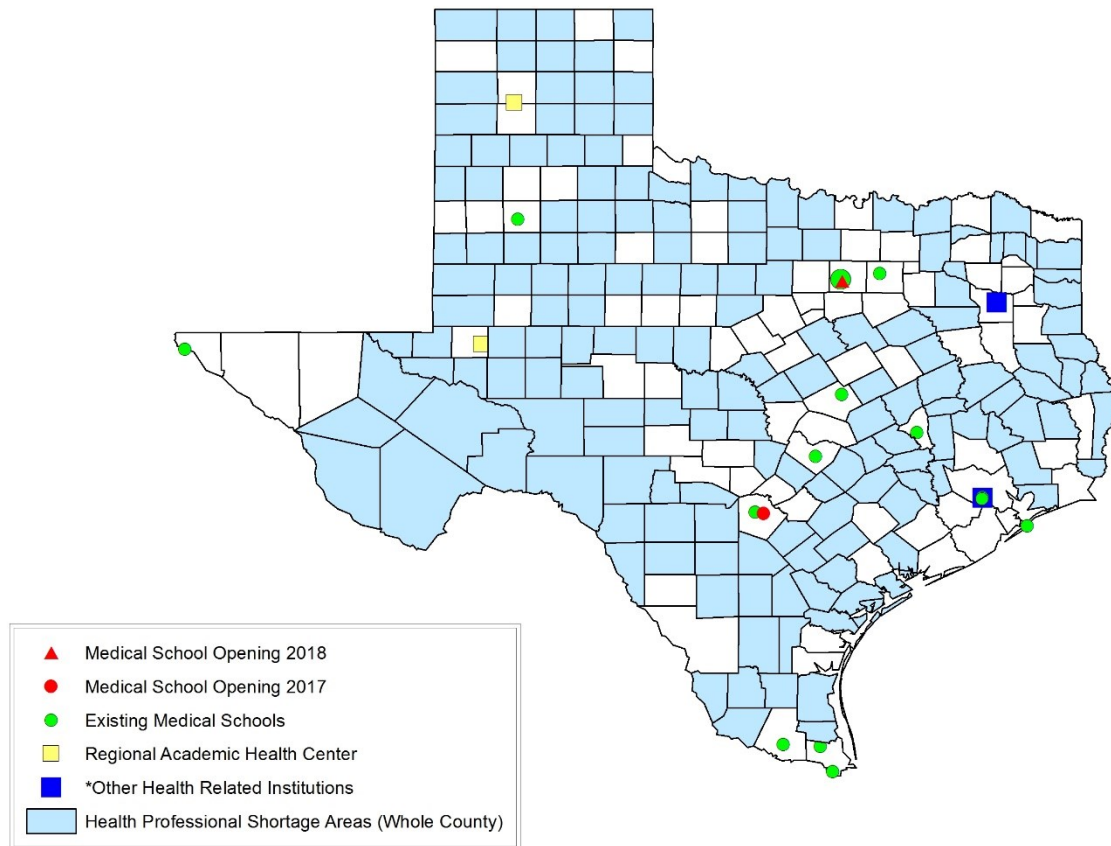 Medical School Opening 2018
Medical School Opening 2017
Existing Medical Schools
Regional Academic Health Center
*Other Health Related Institutions
Health Professional Shortage Areas (Whole County)